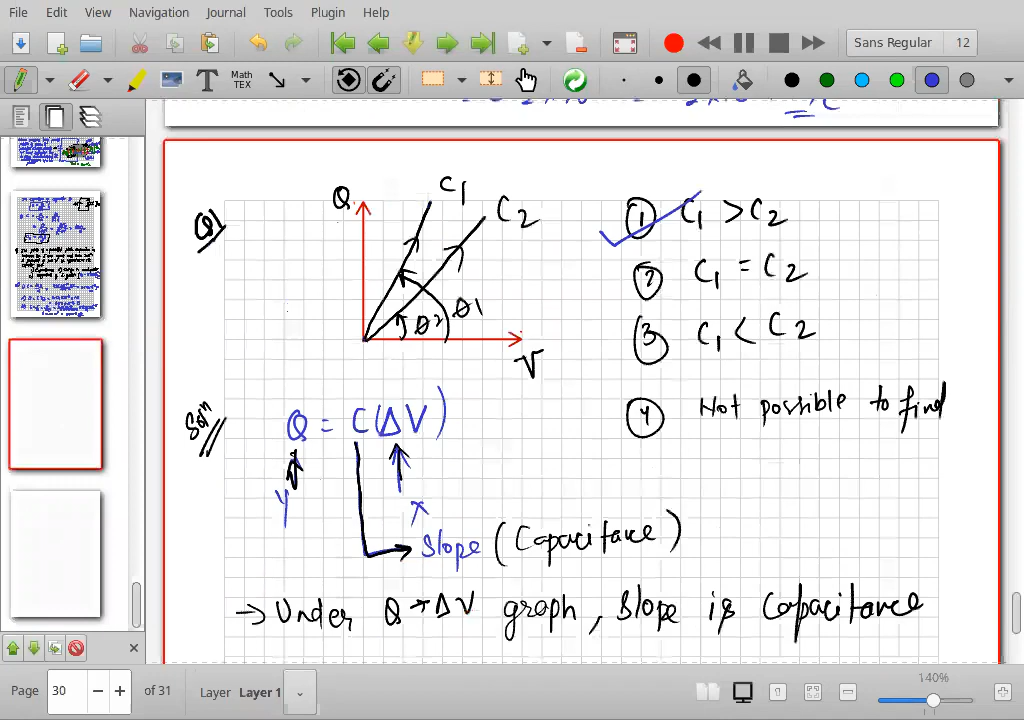 File Edit View Navigation Journal Tools Plugin Help
Sans Regular 12
Math TEX
Q)
Q C1 C2
θ2 θ1
V
① C1 > C2
② C1 = C2
③ C1 < C2
④ Not possible to find
Soln
Q = C(ΔV)
Y X
Slope (Capacitance)
→ Under Q → ΔV graph, Slope is Capacitance
Page 30 of 31 Layer Layer 1
140%